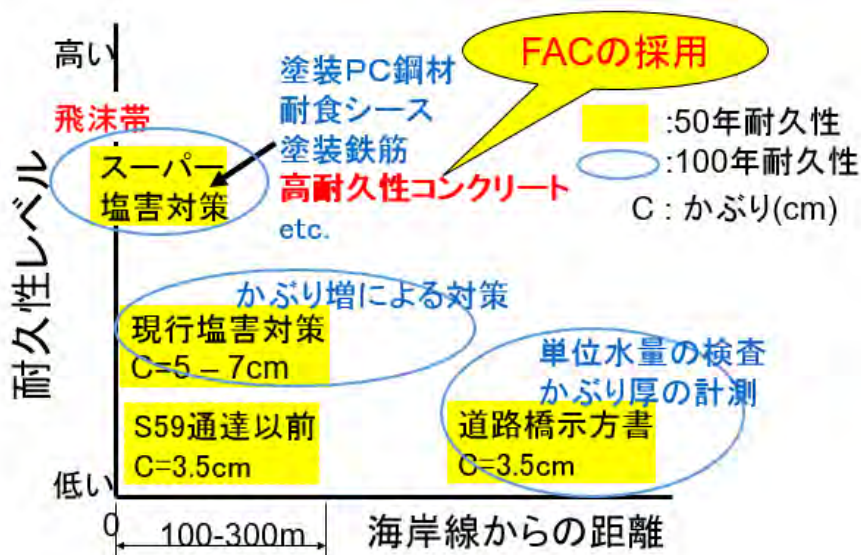 高い
飛沫帯
スーパー
塩害対策
塗装PC鋼材
耐食シース
塗装鉄筋
高耐久性コンクリート
etc.
FACの採用
:50年耐久性
:100年耐久性
C : かぶり(cm)
耐久性レベル
かぶり増による対策
現行塩害対策
C=5 – 7cm
単位水量の検査
かぶり厚の計測
S59通達以前
C=3.5cm
道路橋示方書
C=3.5cm
低い
0
100-300m
海岸線からの距離